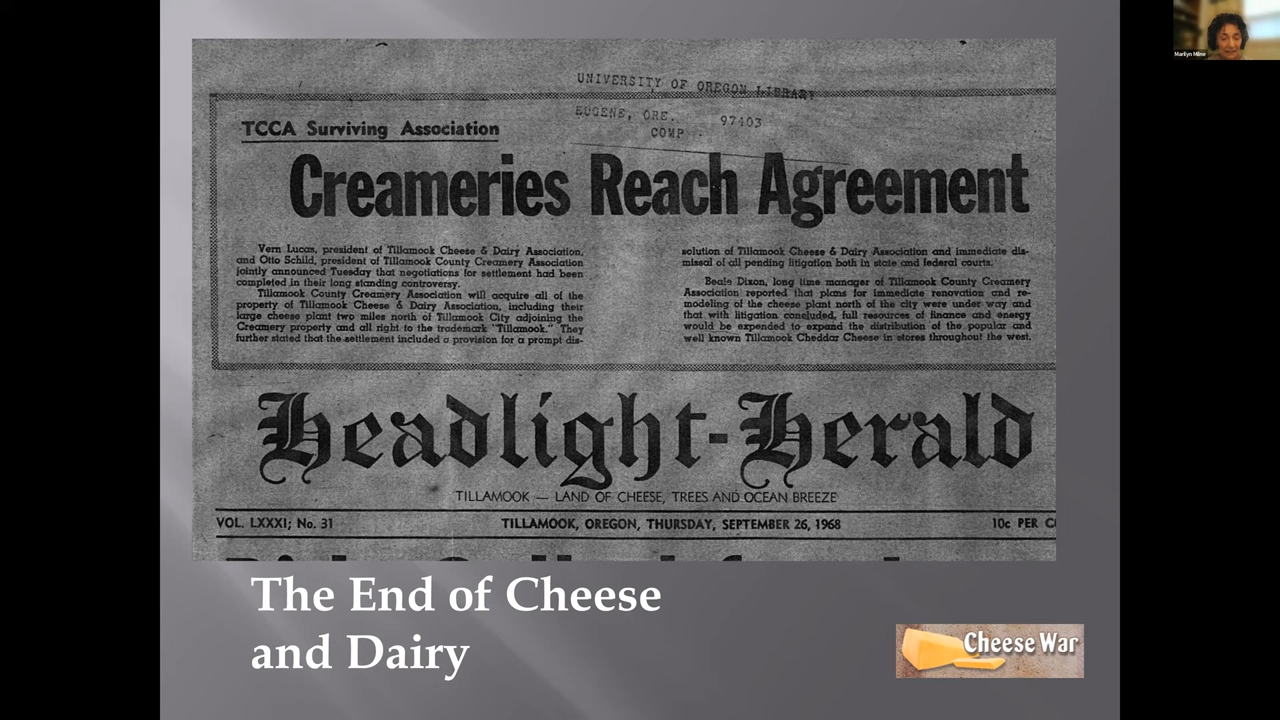 Marilyn Milne
UNIVERSITY OF OREGON LIBRARY
EUGENE, ORE. 97403
COMP
TCCA Surviving Association
Creameries Reach Agreement
Vern Lucas, president of Tillamook Cheese & Dairy Association,
and Otto Schild, president of Tillamook County Creamery Association
jointly announced Tuesday that negotiations for settlement had been
completed in their long standing controversy.
Tillamook County Creamery Association will acquire all of the
property of Tillamook Cheese & Dairy Association, including their
large cheese plant two miles north of Tillamook City adjoining the
Creamery property and all right to the trademark "Tillamook." They
further stated that the settlement included a provision for a prompt dis-
solution of Tillamook Cheese & Dairy Association and immediate dis-
missal of all pending litigation both in state and federal courts.
Beale Dixon, long time manager of Tillamook County Creamery
Association reported that plans for immediate renovation and re-
modeling of the cheese plant north of the city were under way and
that with litigation concluded, full resources of finance and energy
would be expended to expand the distribution of the popular and
well known Tillamook Cheddar Cheese in stores throughout the west.
Headlight-Herald
TILLAMOOK — LAND OF CHEESE, TREES AND OCEAN BREEZE
VOL. LXXXI; No. 31 TILLAMOOK, OREGON, THURSDAY, SEPTEMBER 26, 1968 10c PER C
The End of Cheese
and Dairy
Cheese War